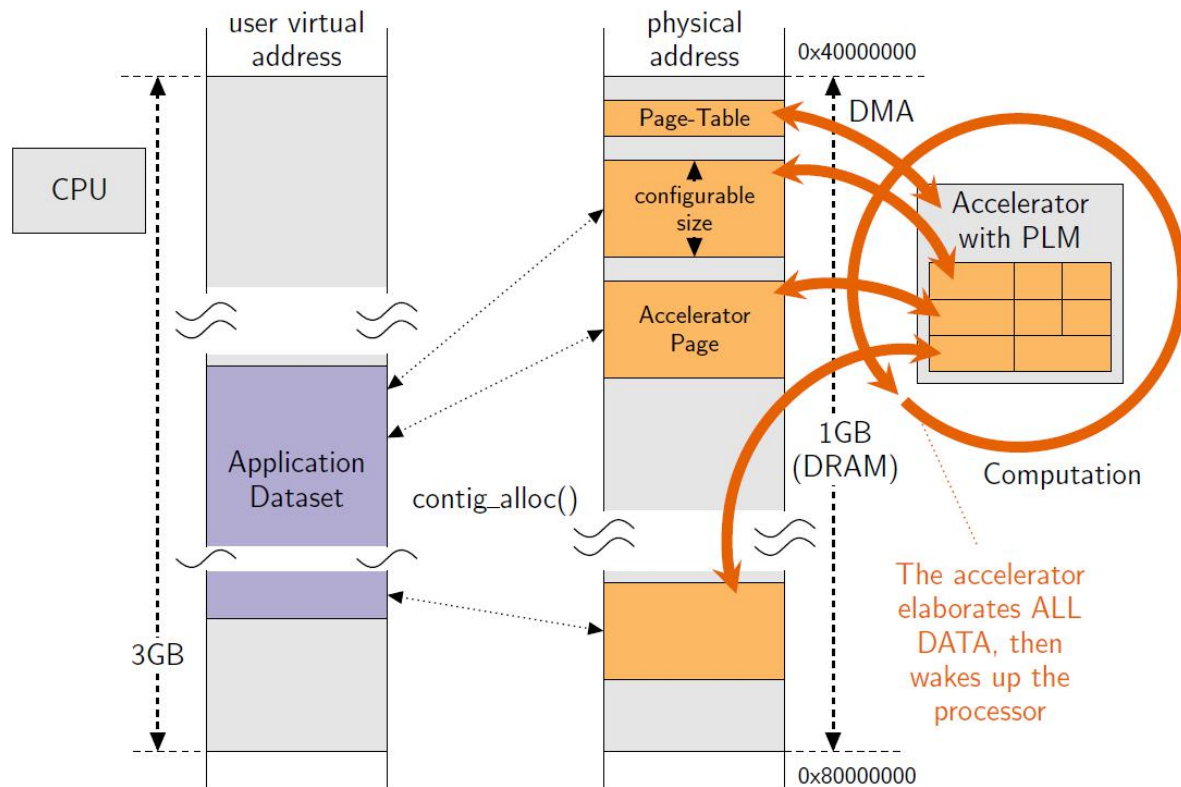 user virtual
address
physical
address
0x40000000
Page-Table
DMA
CPU
configurable
size
Accelerator
with PLM
Accelerator
Page
1GB
(DRAM)
Application
Dataset
Computation
contig_alloc()
The accelerator
elaborates ALL
DATA, then
wakes up the
processor
3GB
0x80000000